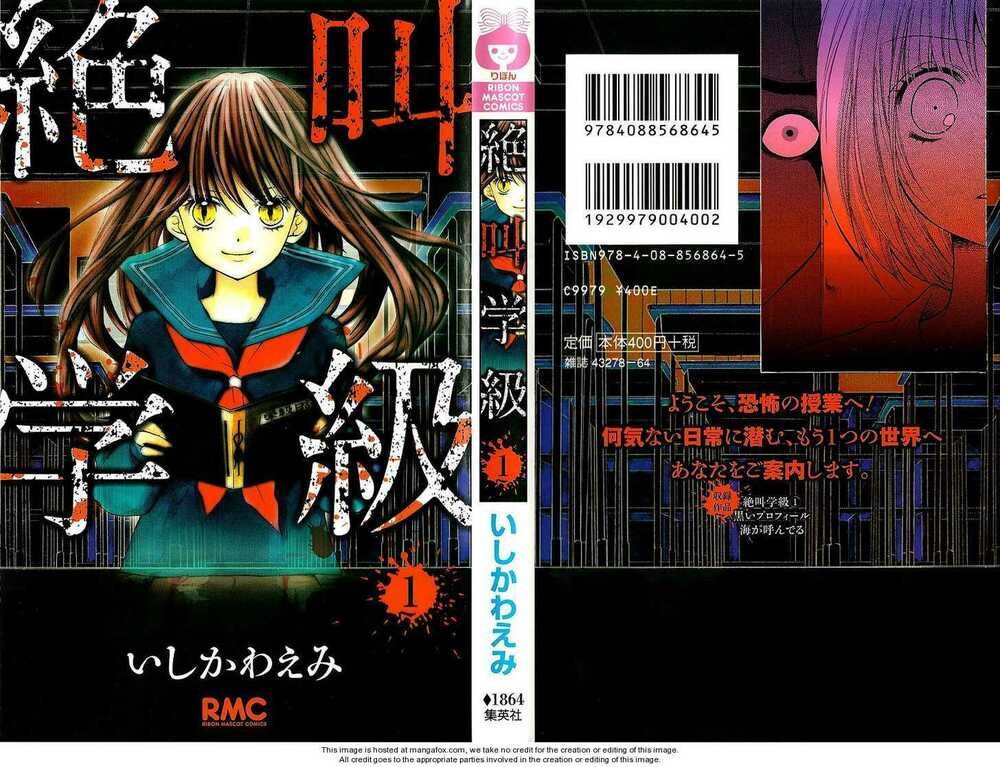 絶叫
学級
1
いしかわえみ
RMC
RIBON MASCOT COMICS
りぼん
RIBON
MASCOT
COMICS
絶叫学級
1
いしかわえみ
♦1864
集英社
9784088568645
1929979004002
ISBN978-4-08-856864-5
C9979 ¥400E
定価 本体400円+税
雑誌 43278-64
ようこそ、恐怖の授業へ!
何気ない日常に潜む、もう1つの世界へ
あなたをご案内します。
収録
作品
絶叫学級1
黒いプロフィール
海が呼んでる
This image is hosted at mangafox.com, we take no credit for the creation or editing of this image.
All credit goes to the appropriate parties involved in the creation or editing of this image.